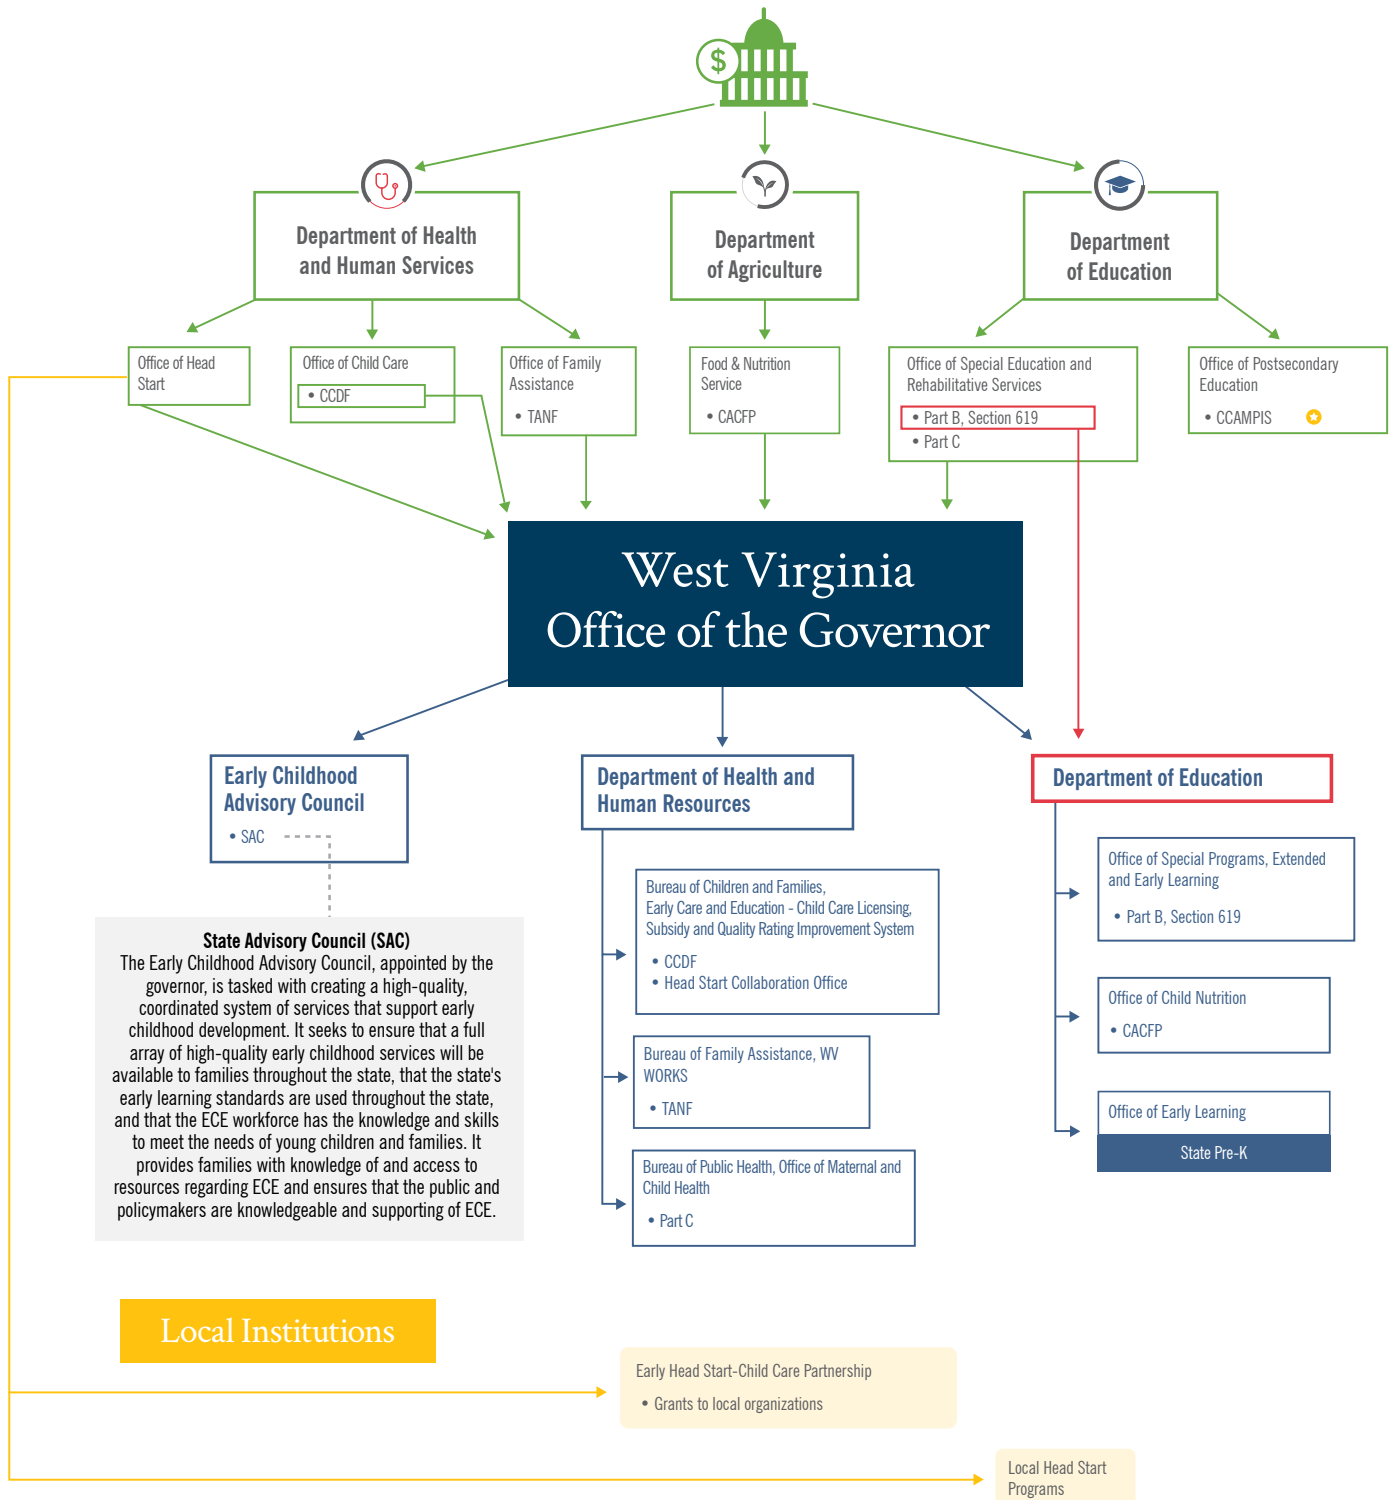 $
Department of Health
and Human Services
Department
of Agriculture
Department
of Education
Office of Head
Start
Office of Child Care
• CCDF
Office of Family
Assistance
• TANF
Food & Nutrition
Service
• CACFP
Office of Special Education and
Rehabilitative Services
• Part B, Section 619
• Part C
Office of Postsecondary
Education
• CCAMPIS
West Virginia
Office of the Governor
Early Childhood
Advisory Council
• SAC
State Advisory Council (SAC)
The Early Childhood Advisory Council, appointed by the
governor, is tasked with creating a high-quality,
coordinated system of services that support early
childhood development. It seeks to ensure that a full
array of high-quality early childhood services will be
available to families throughout the state, that the state's
early learning standards are used throughout the state,
and that the ECE workforce has the knowledge and skills
to meet the needs of young children and families. It
provides families with knowledge of and access to
resources regarding ECE and ensures that the public and
policymakers are knowledgeable and supporting of ECE.
Department of Health and
Human Resources
Bureau of Children and Families,
Early Care and Education - Child Care Licensing,
Subsidy and Quality Rating Improvement System
• CCDF
• Head Start Collaboration Office
Bureau of Family Assistance, WV
WORKS
• TANF
Bureau of Public Health, Office of Maternal and
Child Health
• Part C
Department of Education
Office of Special Programs, Extended
and Early Learning
• Part B, Section 619
Office of Child Nutrition
• CACFP
Office of Early Learning
State Pre-K
Local Institutions
Early Head Start-Child Care Partnership
• Grants to local organizations
Local Head Start
Programs